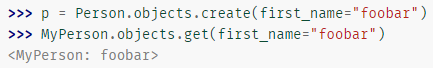 >>> p = Person.objects.create(first_name="foobar")
>>> MyPerson.objects.get(first_name="foobar")
<MyPerson: foobar>